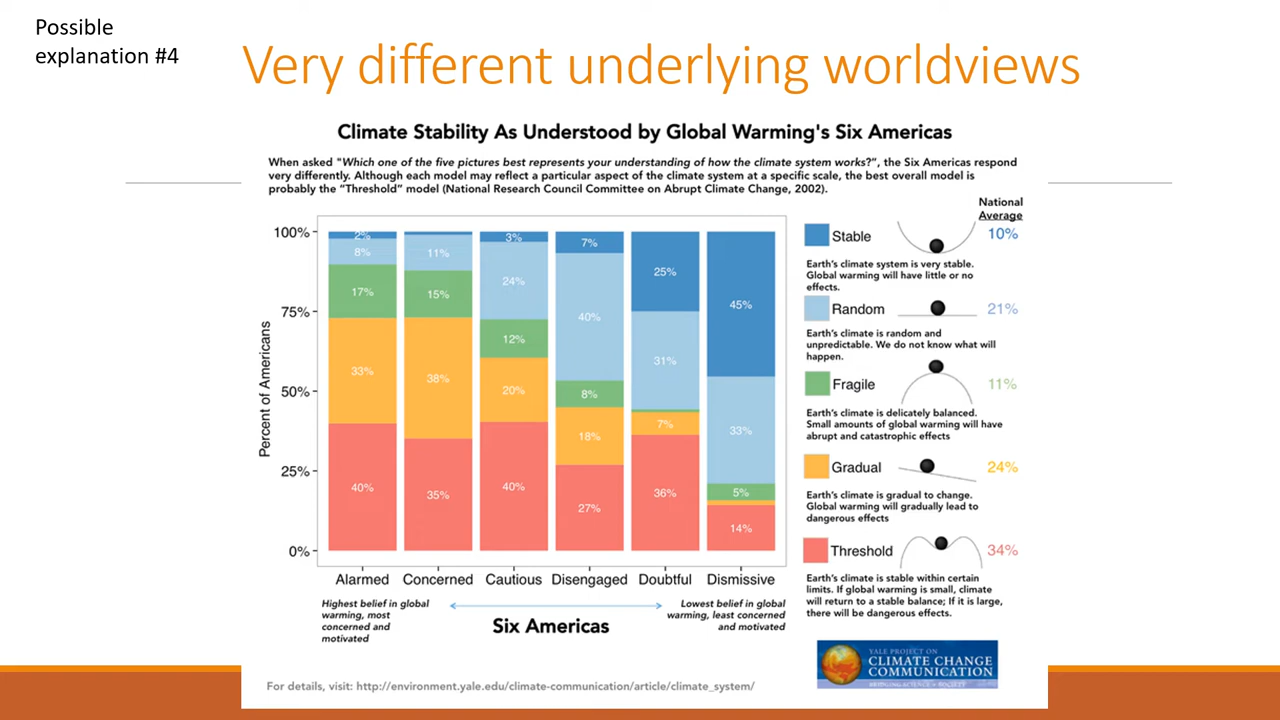 Possible
explanation #4
Very different underlying worldviews
Climate Stability As Understood by Global Warming's Six Americas
When asked "Which one of the five pictures best represents your understanding of how the climate system works?", the Six Americas respond
very differently. Although each model may reflect a particular aspect of the climate system at a specific scale, the best overall model is
probably the “Threshold” model (National Research Council Committee on Abrupt Climate Change, 2002).
National
Average
Percent of Americans
100%
75%
50%
25%
0%
2%
8%
17%
33%
40%
11%
15%
38%
35%
3%
24%
12%
20%
40%
7%
40%
8%
18%
27%
25%
31%
7%
36%
45%
33%
5%
14%
Alarmed Concerned Cautious Disengaged Doubtful Dismissive
Highest belief in global
warming, most
concerned and
motivated
Six Americas
Lowest belief in global
warming, least concerned
and motivated
Stable 10%
Earth's climate system is very stable.
Global warming will have little or no
effects.
Random 21%
Earth's climate is random and
unpredictable. We do not know what will
happen.
Fragile 11%
Earth's climate is delicately balanced.
Small amounts of global warming will have
abrupt and catastrophic effects
Gradual 24%
Earth's climate is gradual to change.
Global warming will gradually lead to
dangerous effects
Threshold 34%
Earth's climate is stable within certain
limits. If global warming is small, climate
will return to a stable balance; If it is large,
there will be dangerous effects.
YALE PROJECT ON
CLIMATE CHANGE
COMMUNICATION
BRIDGING SCIENCE + SOCIETY
For details, visit: http://environment.yale.edu/climate-communication/article/climate_system/